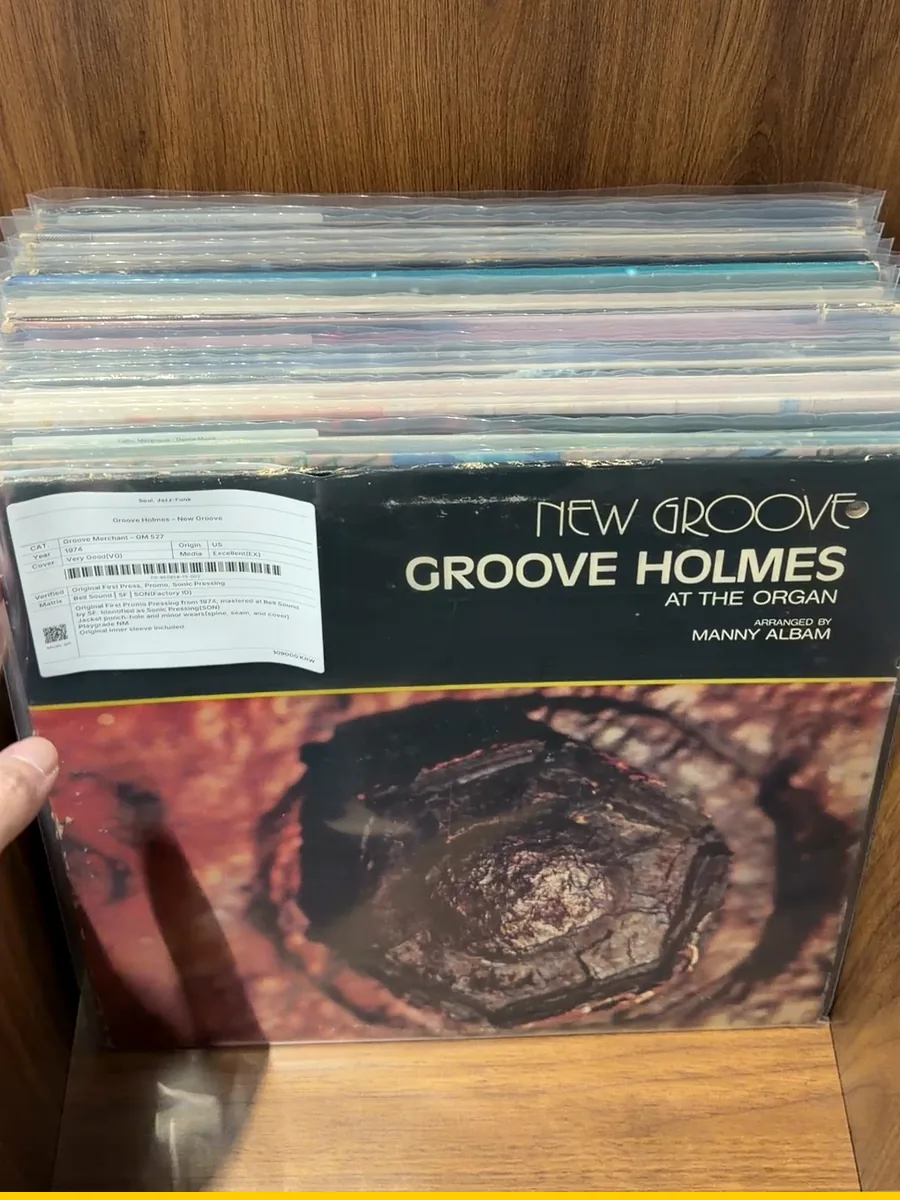 Soul, Jazz-Funk
Groove Holmes – New Groove
CAT Groove Merchant – GM 527
Year 1974 Origin US
Cover Very Good(VG) Media Excellent(EX)
Verified Original First Press, Promo, Sonic Pressing
Matrix Bell Sound | SF | SON(Factory ID)
Original First Promo Pressing from 1974, mastered at Bell Sound
by SF. Identified as Sonic Pressing(SON)
Jacket punch-hole and minor wears(spine, seam, and cover)
Playgrade NM
Original inner sleeve included
109000 KRW
NEW GROOVE
GROOVE HOLMES
AT THE ORGAN
ARRANGED BY
MANNY ALBAM